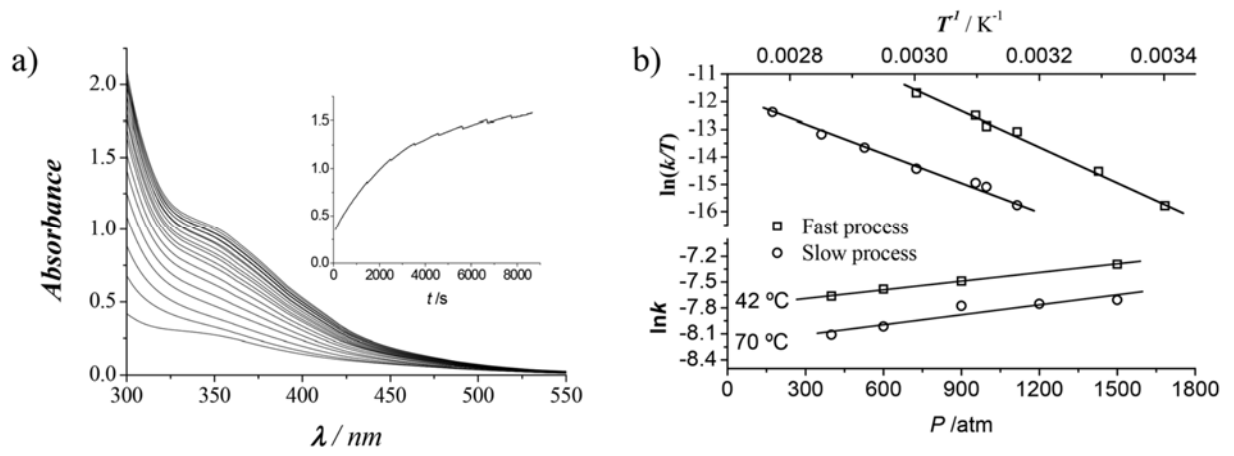 a)
2.0
1.5
1.0
0.5
0.0
Absorbance
300 350 400 450 500 550
λ / nm
1.5
1.0
0.5
0.0
0 2000 4000 6000 8000
t /s
b)
T¹ / K⁻¹
0.0028 0.0030 0.0032 0.0034
-11
-12
-13
-14
-15
-16
ln(k/T)
Fast process
Slow process
-7.2
-7.5
-7.8
-8.1
-8.4
lnk
42 ºC
70 ºC
0 300 600 900 1200 1500 1800
P /atm